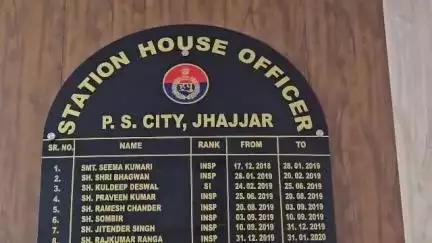 STATION HOUSE OFFICER
P. S. CITY, JHAJJAR
SR. NO. NAME RANK FROM TO
1. SMT. SEEMA KUMARI INSP 17. 12. 2018 28. 01. 2019
2. SH. SHRI BHAGWAN INSP 28. 01. 2019 20. 02. 2019
3. SH. KULDEEP DESWAL SI 24. 02. 2019 25. 06. 2019
4. SH. PRAVEEN KUMAR INSP 25. 06. 2019 20. 08. 2019
5. SH. RAMESH CHANDER INSP 20. 08. 2019 03. 09. 2019
6. SH. SOMBIR INSP 03. 09. 2019 10. 09. 2019
7. SH. JITENDER SINGH INSP 10. 09. 2019 31. 12. 2019
8. SH. RAJKUMAR RANGA INSP 31. 12. 2019 31. 01. 2020